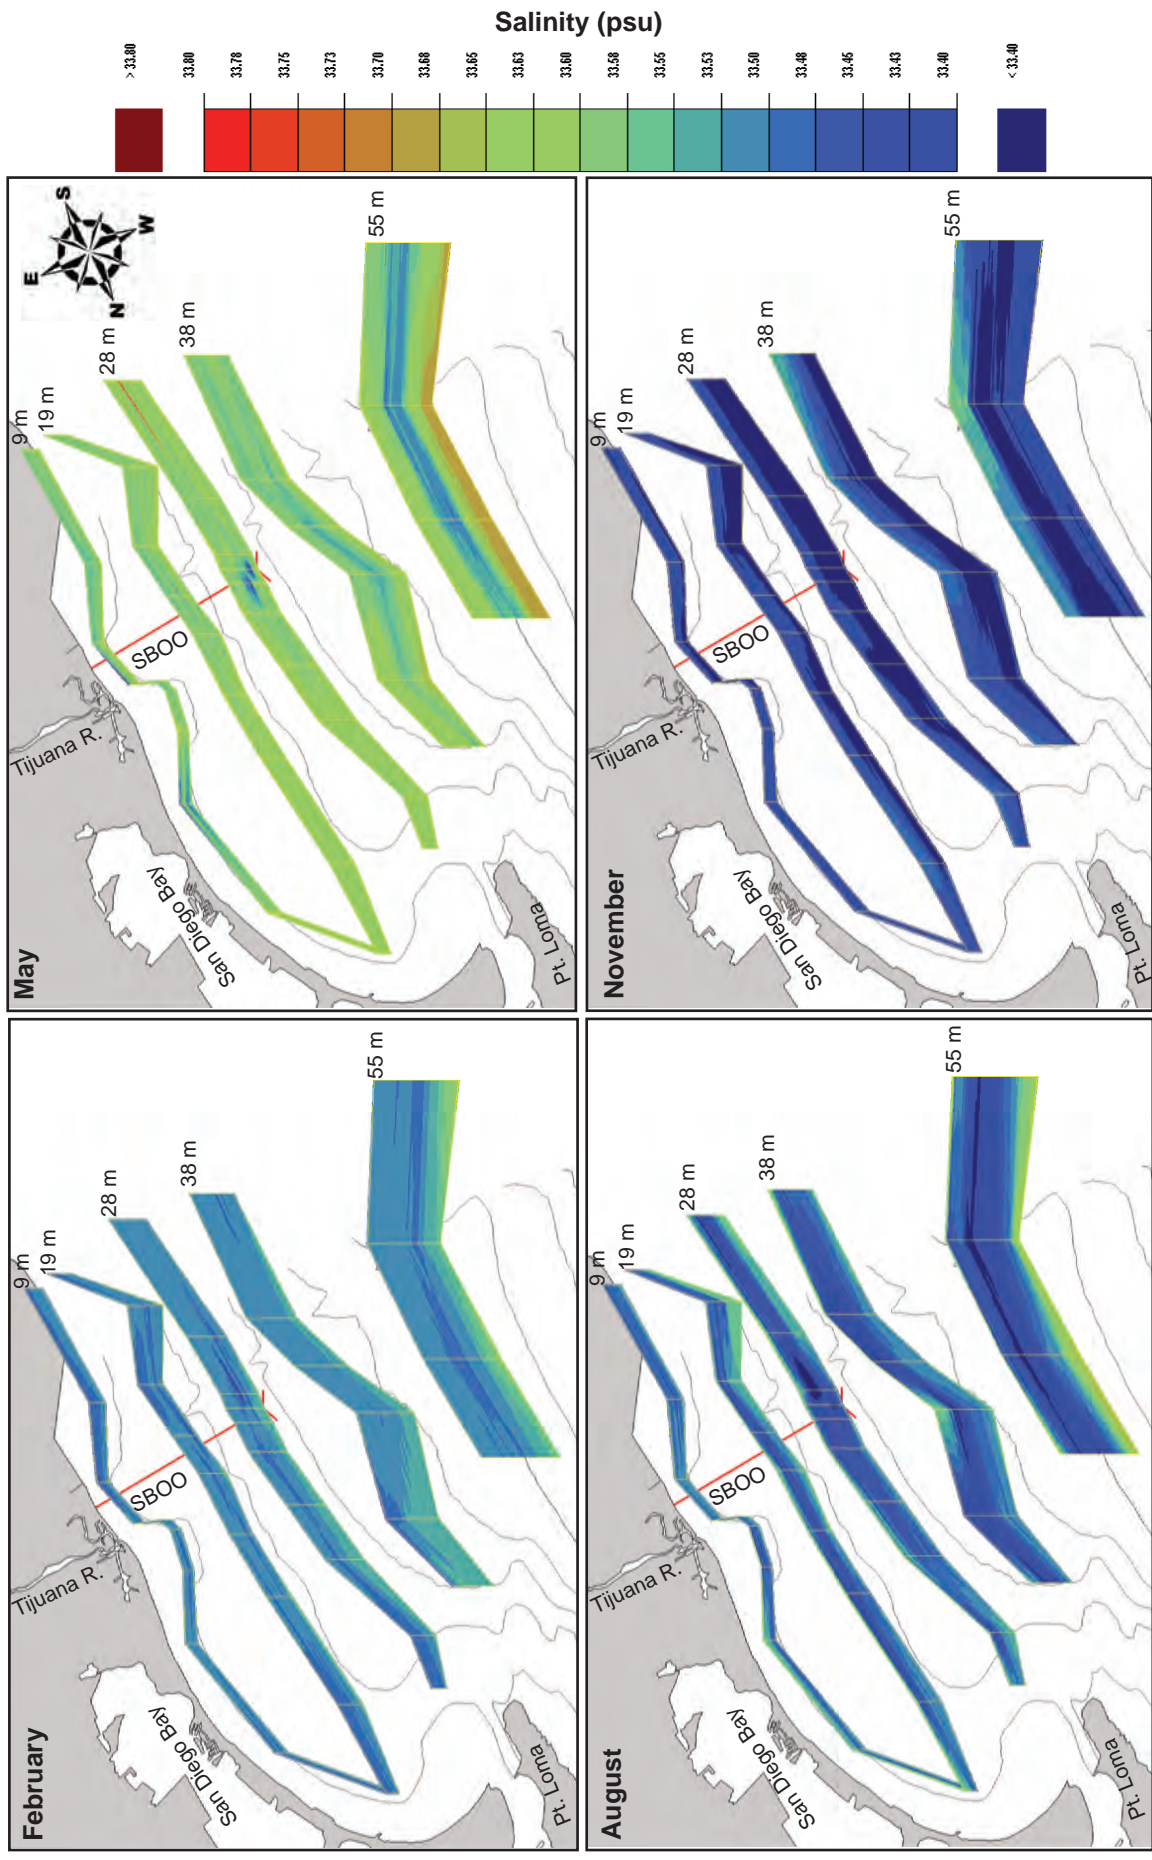 Salinity (psu)
> 33.80
33.80
33.78
33.75
33.73
33.70
33.68
33.65
33.63
33.60
33.58
33.55
33.53
33.50
33.48
33.45
33.43
33.40
< 33.40
May
E
S
N
W
9 m
19 m
28 m
38 m
55 m
SBOO
Tijuana R.
San Diego Bay
Pt. Loma
November
9 m
19 m
28 m
38 m
55 m
SBOO
Tijuana R.
San Diego Bay
Pt. Loma
February
9 m
19 m
28 m
38 m
55 m
SBOO
Tijuana R.
San Diego Bay
Pt. Loma
August
9 m
19 m
28 m
38 m
55 m
SBOO
Tijuana R.
San Diego Bay
Pt. Loma